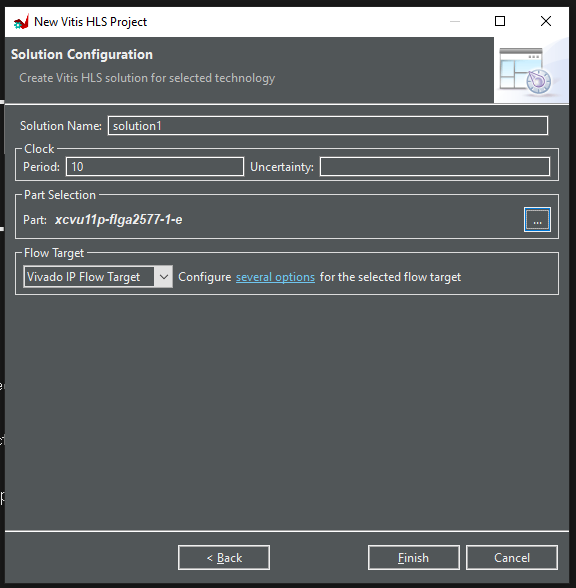 New Vitis HLS Project
Solution Configuration
Create Vitis HLS solution for selected technology
Solution Name: solution1
Clock
Period: 10 Uncertainty:
Part Selection
Part: xcvu11p-flga2577-1-e ...
Flow Target
Vivado IP Flow Target Configure several options for the selected flow target
< Back Finish Cancel